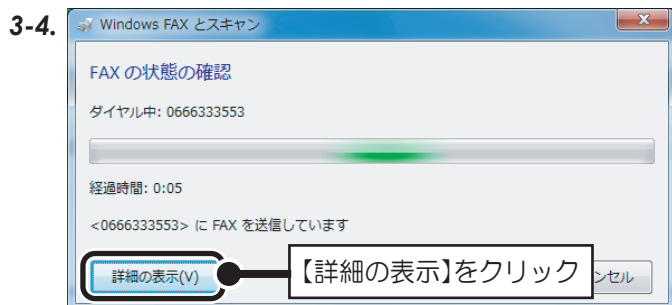 3-4.
Windows FAX とスキャン
FAX の状態の確認
ダイヤル中: 0666333553
経過時間: 0:05
<0666333553> に FAX を送信しています
詳細の表示(V)
【詳細の表示】をクリック
ンセル